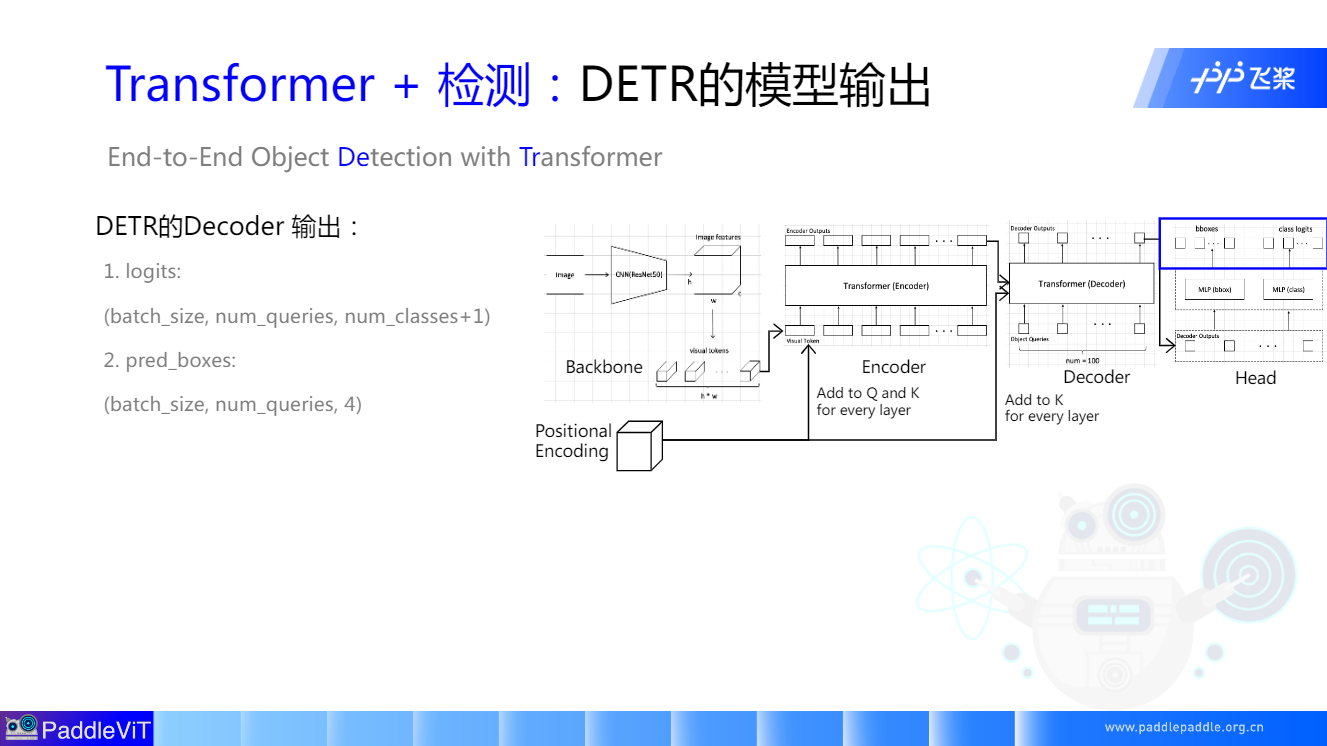 Transformer + 检测：DETR的模型输出
飞桨
End-to-End Object Detection with Transformer
DETR的Decoder 输出：
1. logits:
(batch_size, num_queries, num_classes+1)
2. pred_boxes:
(batch_size, num_queries, 4)
Image
CNN(ResNet50)
Image features
h
w
c
visual tokens
...
h * w
Backbone
Positional
Encoding
Encoder Outputs
...
Transformer (Encoder)
...
Visual Token
Encoder
Add to Q and K
for every layer
Decoder Outputs
...
Transformer (Decoder)
...
Object Queries
num = 100
Decoder
Add to K
for every layer
bboxes
class logits
...
...
MLP (bbox)
MLP (class)
Decoder Outputs
...
Head
PaddleViT
www.paddlepaddle.org.cn